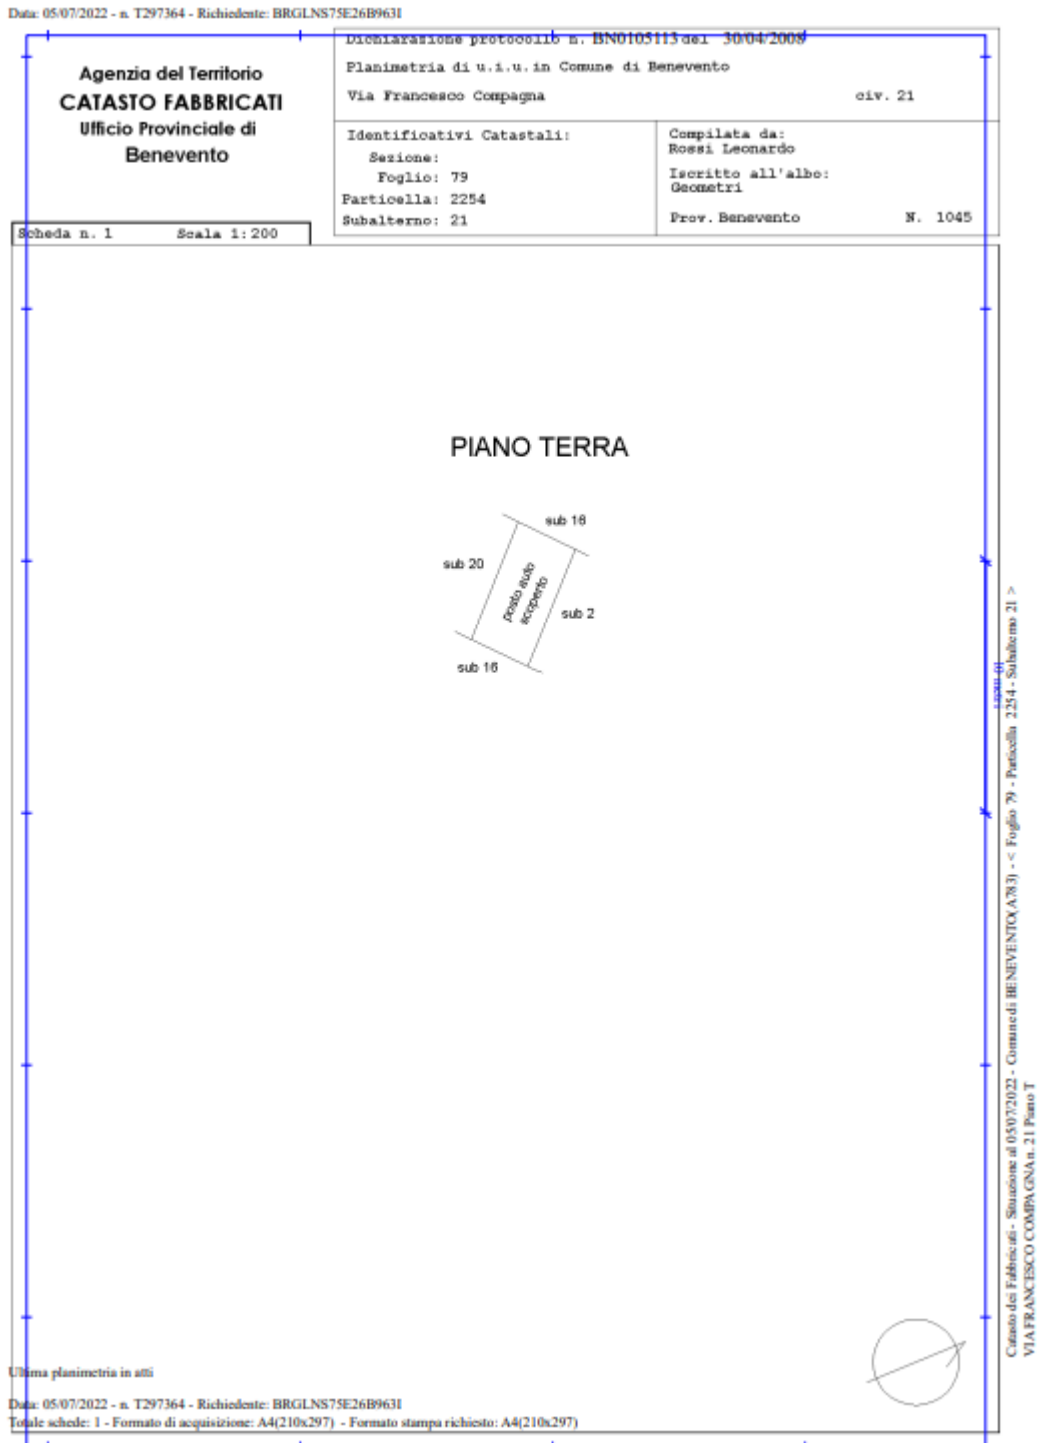 Data: 05/07/2022 - n. T297364 - Richiedente: BRGLNS75E26B963I
Agenzia del Territorio
CATASTO FABBRICATI
Ufficio Provinciale di
Benevento
Dichiarazione protocollo n. BN0105113 del 30/04/2008
Planimetria di u.i.u. in Comune di Benevento
Via Francesco Compagna civ. 21
Identificativi Catastali:
Sezione:
Foglio: 79
Particella: 2254
Subalterno: 21
Compilata da:
Rossi Leonardo
Iscritto all'albo:
Geometri
Prov. Benevento N. 1045
Scheda n. 1 Scala 1:200
PIANO TERRA
sub 16
sub 20
posto auto
scoperto
sub 2
sub 16
10 metri
Catasto dei Fabbricati - Situazione al 05/07/2022 - Comune di BENEVENTO(A783) - < Foglio 79 - Particella 2254 - Subalterno 21 >
VIA FRANCESCO COMPAGNA n. 21 Piano T
Ultima planimetria in atti
Data: 05/07/2022 - n. T297364 - Richiedente: BRGLNS75E26B963I
Totale schede: 1 - Formato di acquisizione: A4(210x297) - Formato stampa richiesto: A4(210x297)